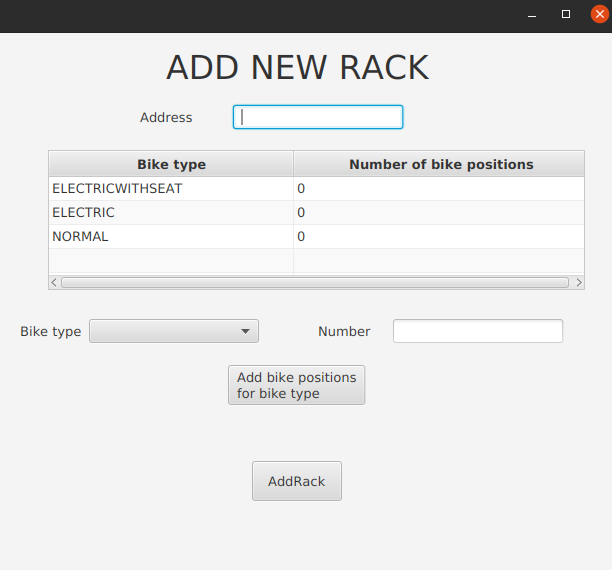 ADD NEW RACK
Address
Bike type Number of bike positions
ELECTRICWITHSEAT 0
ELECTRIC 0
NORMAL 0
Bike type Number
Add bike positions
for bike type
AddRack